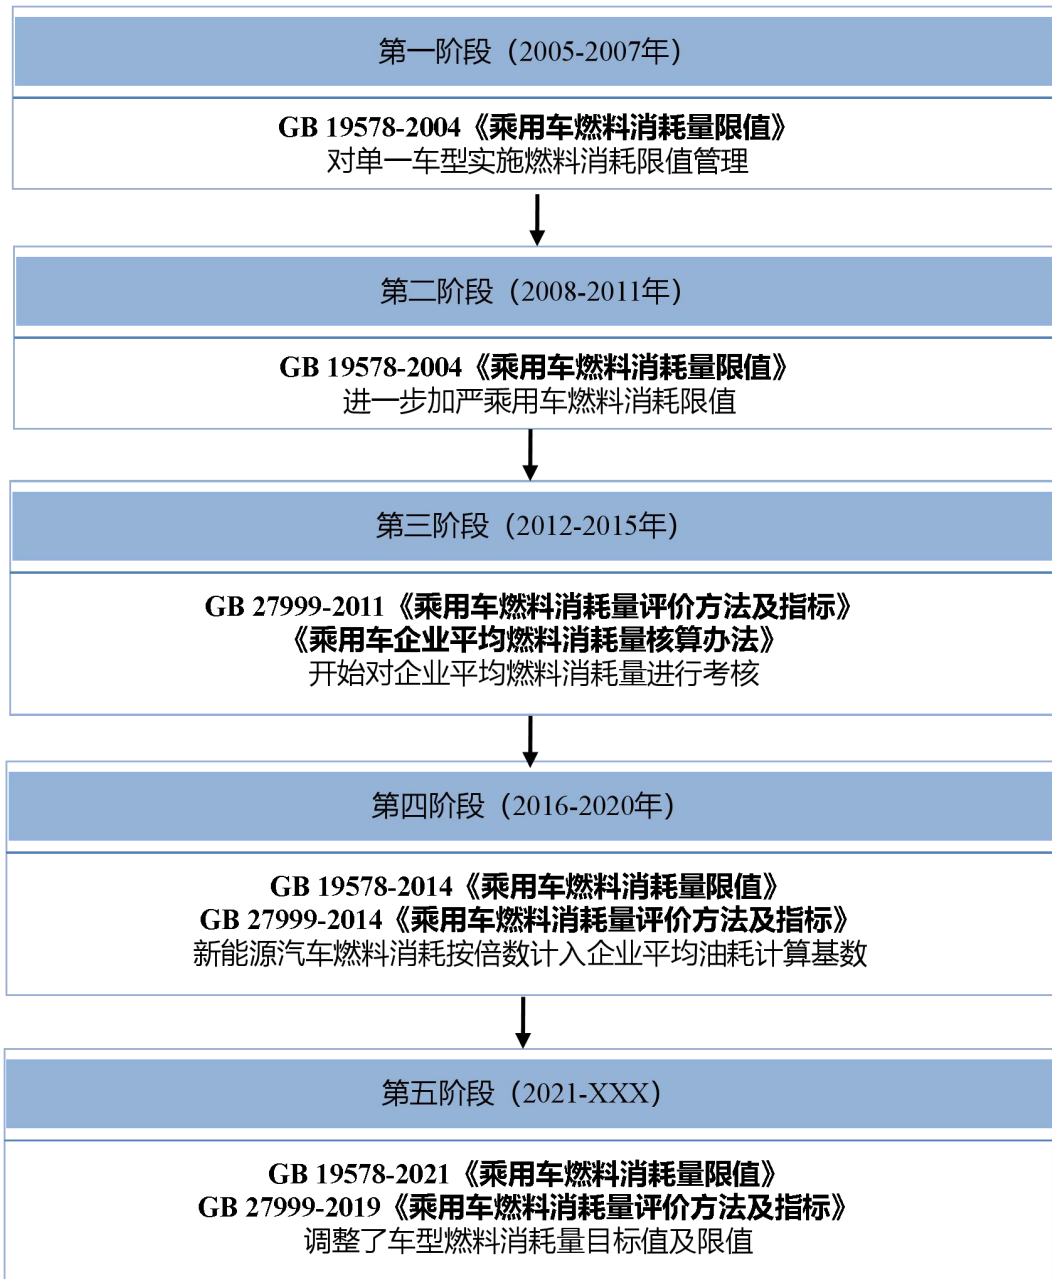 第一阶段（2005-2007年）
GB 19578-2004《乘用车燃料消耗量限值》
对单一车型实施燃料消耗限值管理
第二阶段（2008-2011年）
GB 19578-2004《乘用车燃料消耗量限值》
进一步加严乘用车燃料消耗限值
第三阶段（2012-2015年）
GB 27999-2011《乘用车燃料消耗量评价方法及指标》
《乘用车企业平均燃料消耗量核算办法》
开始对企业平均燃料消耗量进行考核
第四阶段（2016-2020年）
GB 19578-2014《乘用车燃料消耗量限值》
GB 27999-2014《乘用车燃料消耗量评价方法及指标》
新能源汽车燃料消耗按倍数计入企业平均油耗计算基数
第五阶段（2021-XXX）
GB 19578-2021《乘用车燃料消耗量限值》
GB 27999-2019《乘用车燃料消耗量评价方法及指标》
调整了车型燃料消耗量目标值及限值